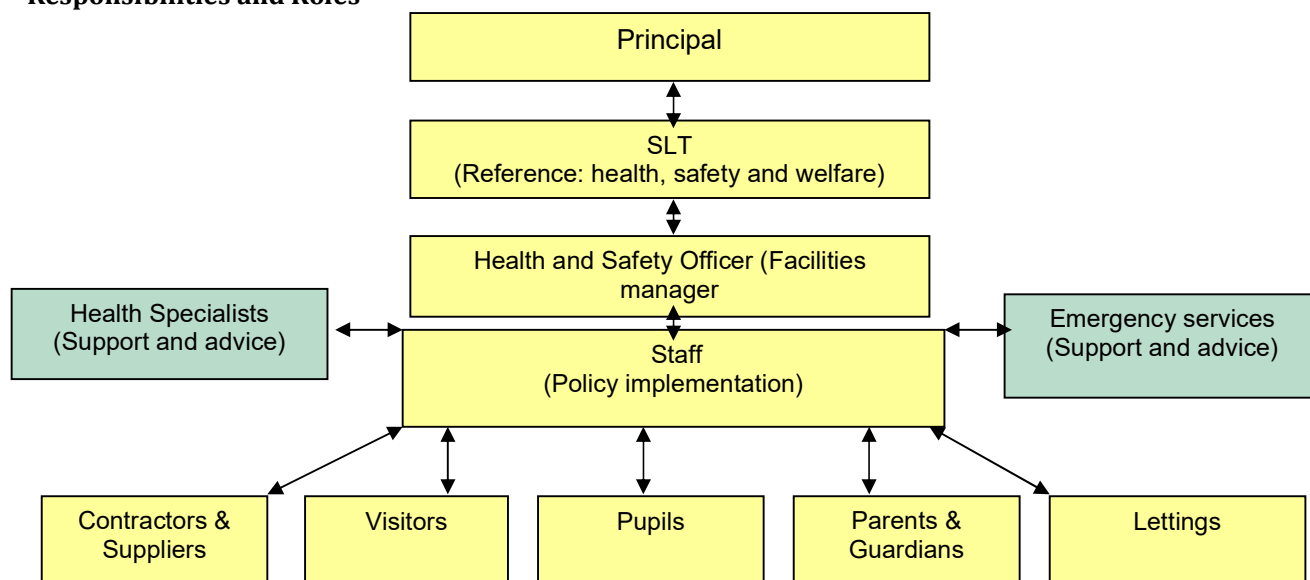 Responsibilities and Roles
Principal
SLT
(Reference: health, safety and welfare)
Health and Safety Officer (Facilities
manager
Health Specialists
(Support and advice)
Emergency services
(Support and advice)
Staff
(Policy implementation)
Contractors &
Suppliers
Visitors
Pupils
Parents &
Guardians
Lettings